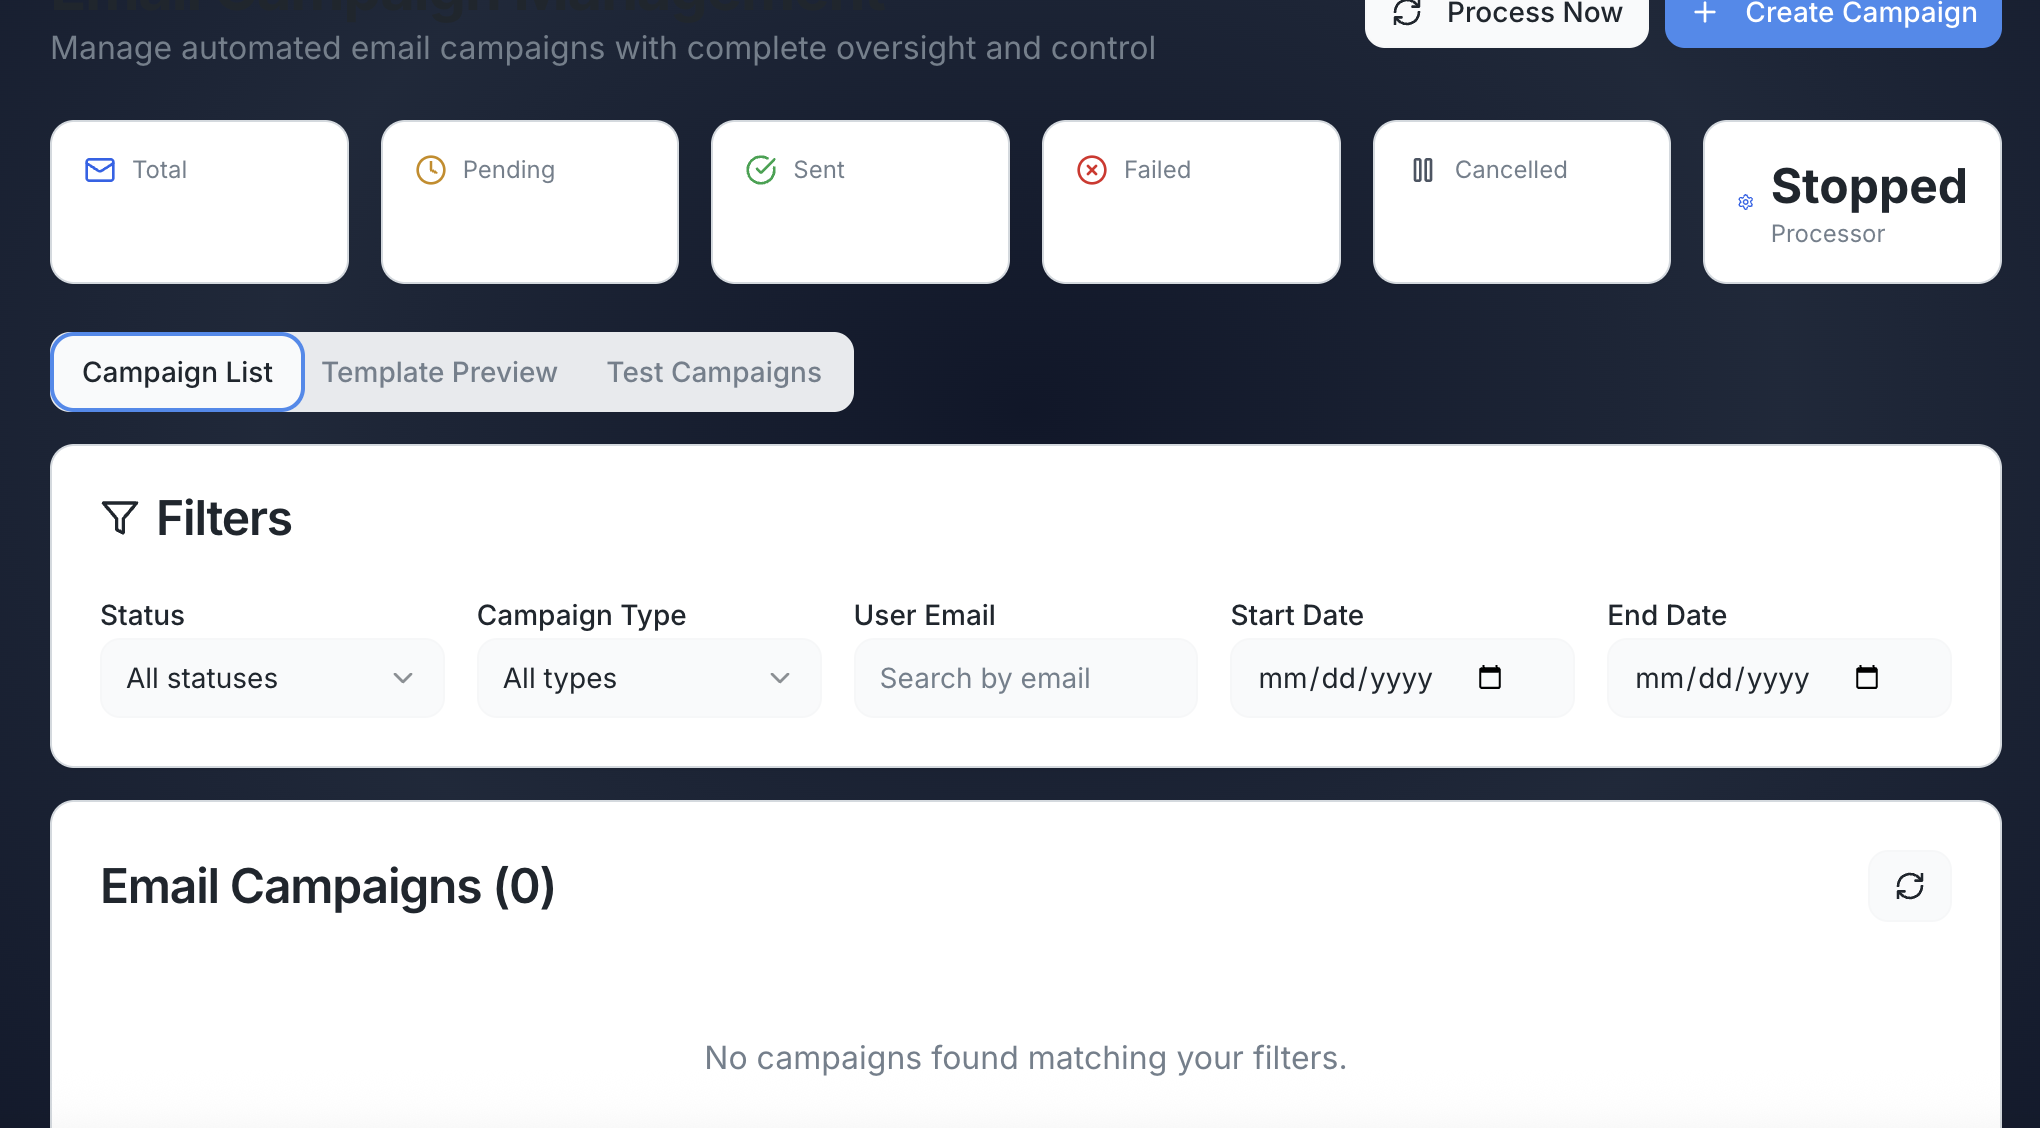 Email Campaign Management
Manage automated email campaigns with complete oversight and control
Process Now
Create Campaign
Total
Pending
Sent
Failed
Cancelled
Stopped
Processor
Campaign List
Template Preview
Test Campaigns
Filters
Status
Campaign Type
User Email
Start Date
End Date
All statuses
All types
Search by email
mm/dd/yyyy
mm/dd/yyyy
Email Campaigns (0)
No campaigns found matching your filters.